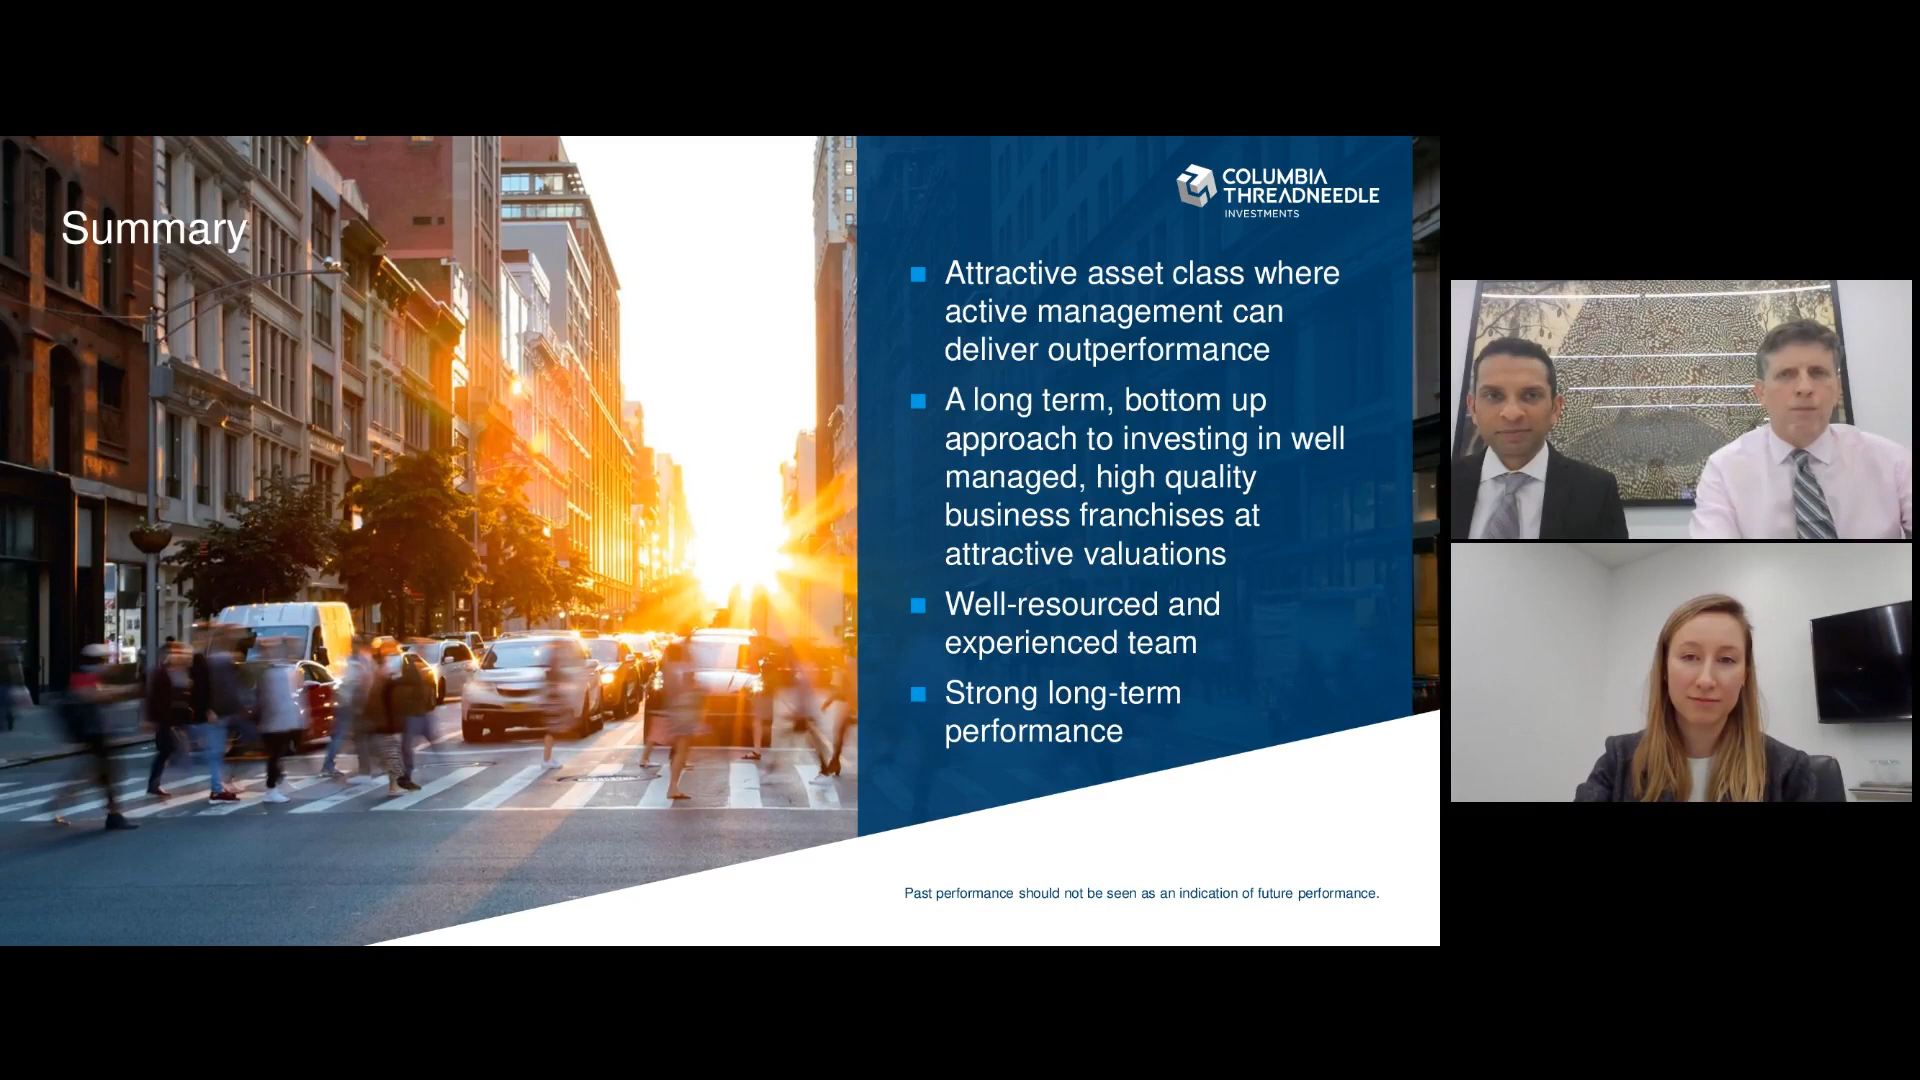 Summary
COLUMBIA
THREADNEEDLE
INVESTMENTS
Attractive asset class where
active management can
deliver outperformance
A long term, bottom up
approach to investing in well
managed, high quality
business franchises at
attractive valuations
Well-resourced and
experienced team
Strong long-term
performance
Past performance should not be seen as an indication of future performance.